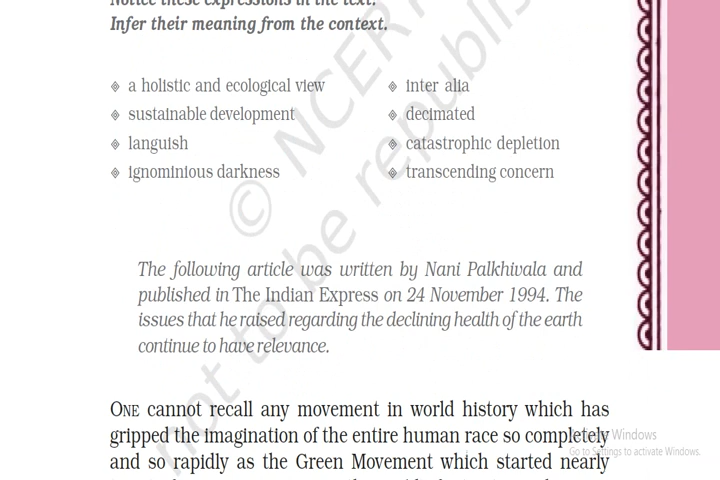 Notice these expressions in the text.
Infer their meaning from the context.
a holistic and ecological view
sustainable development
languish
ignominious darkness
inter alia
decimated
catastrophic depletion
transcending concern
The following article was written by Nani Palkhivala and
published in The Indian Express on 24 November 1994. The
issues that he raised regarding the declining health of the earth
continue to have relevance.
ONE cannot recall any movement in world history which has
gripped the imagination of the entire human race so completely
and so rapidly as the Green Movement which started nearly
© NCERT
not to be republis
Windows
Go to Settings to activate Windows.